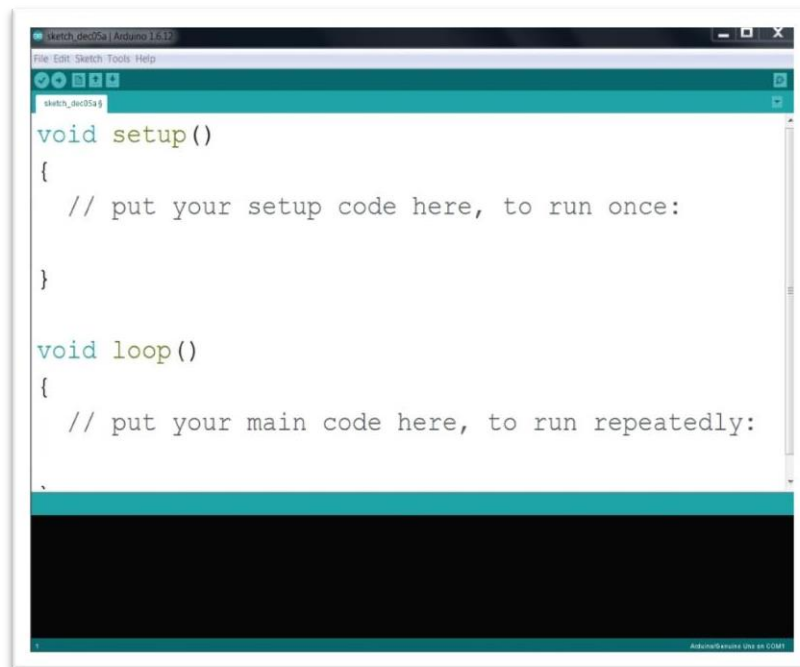 sketch_dec05a | Arduino 1.6.12
File Edit Sketch Tools Help
sketch_dec05a §
void setup()
{
  // put your setup code here, to run once:
}
void loop()
{
  // put your main code here, to run repeatedly:
1
Arduino/Genuino Uno on COM1